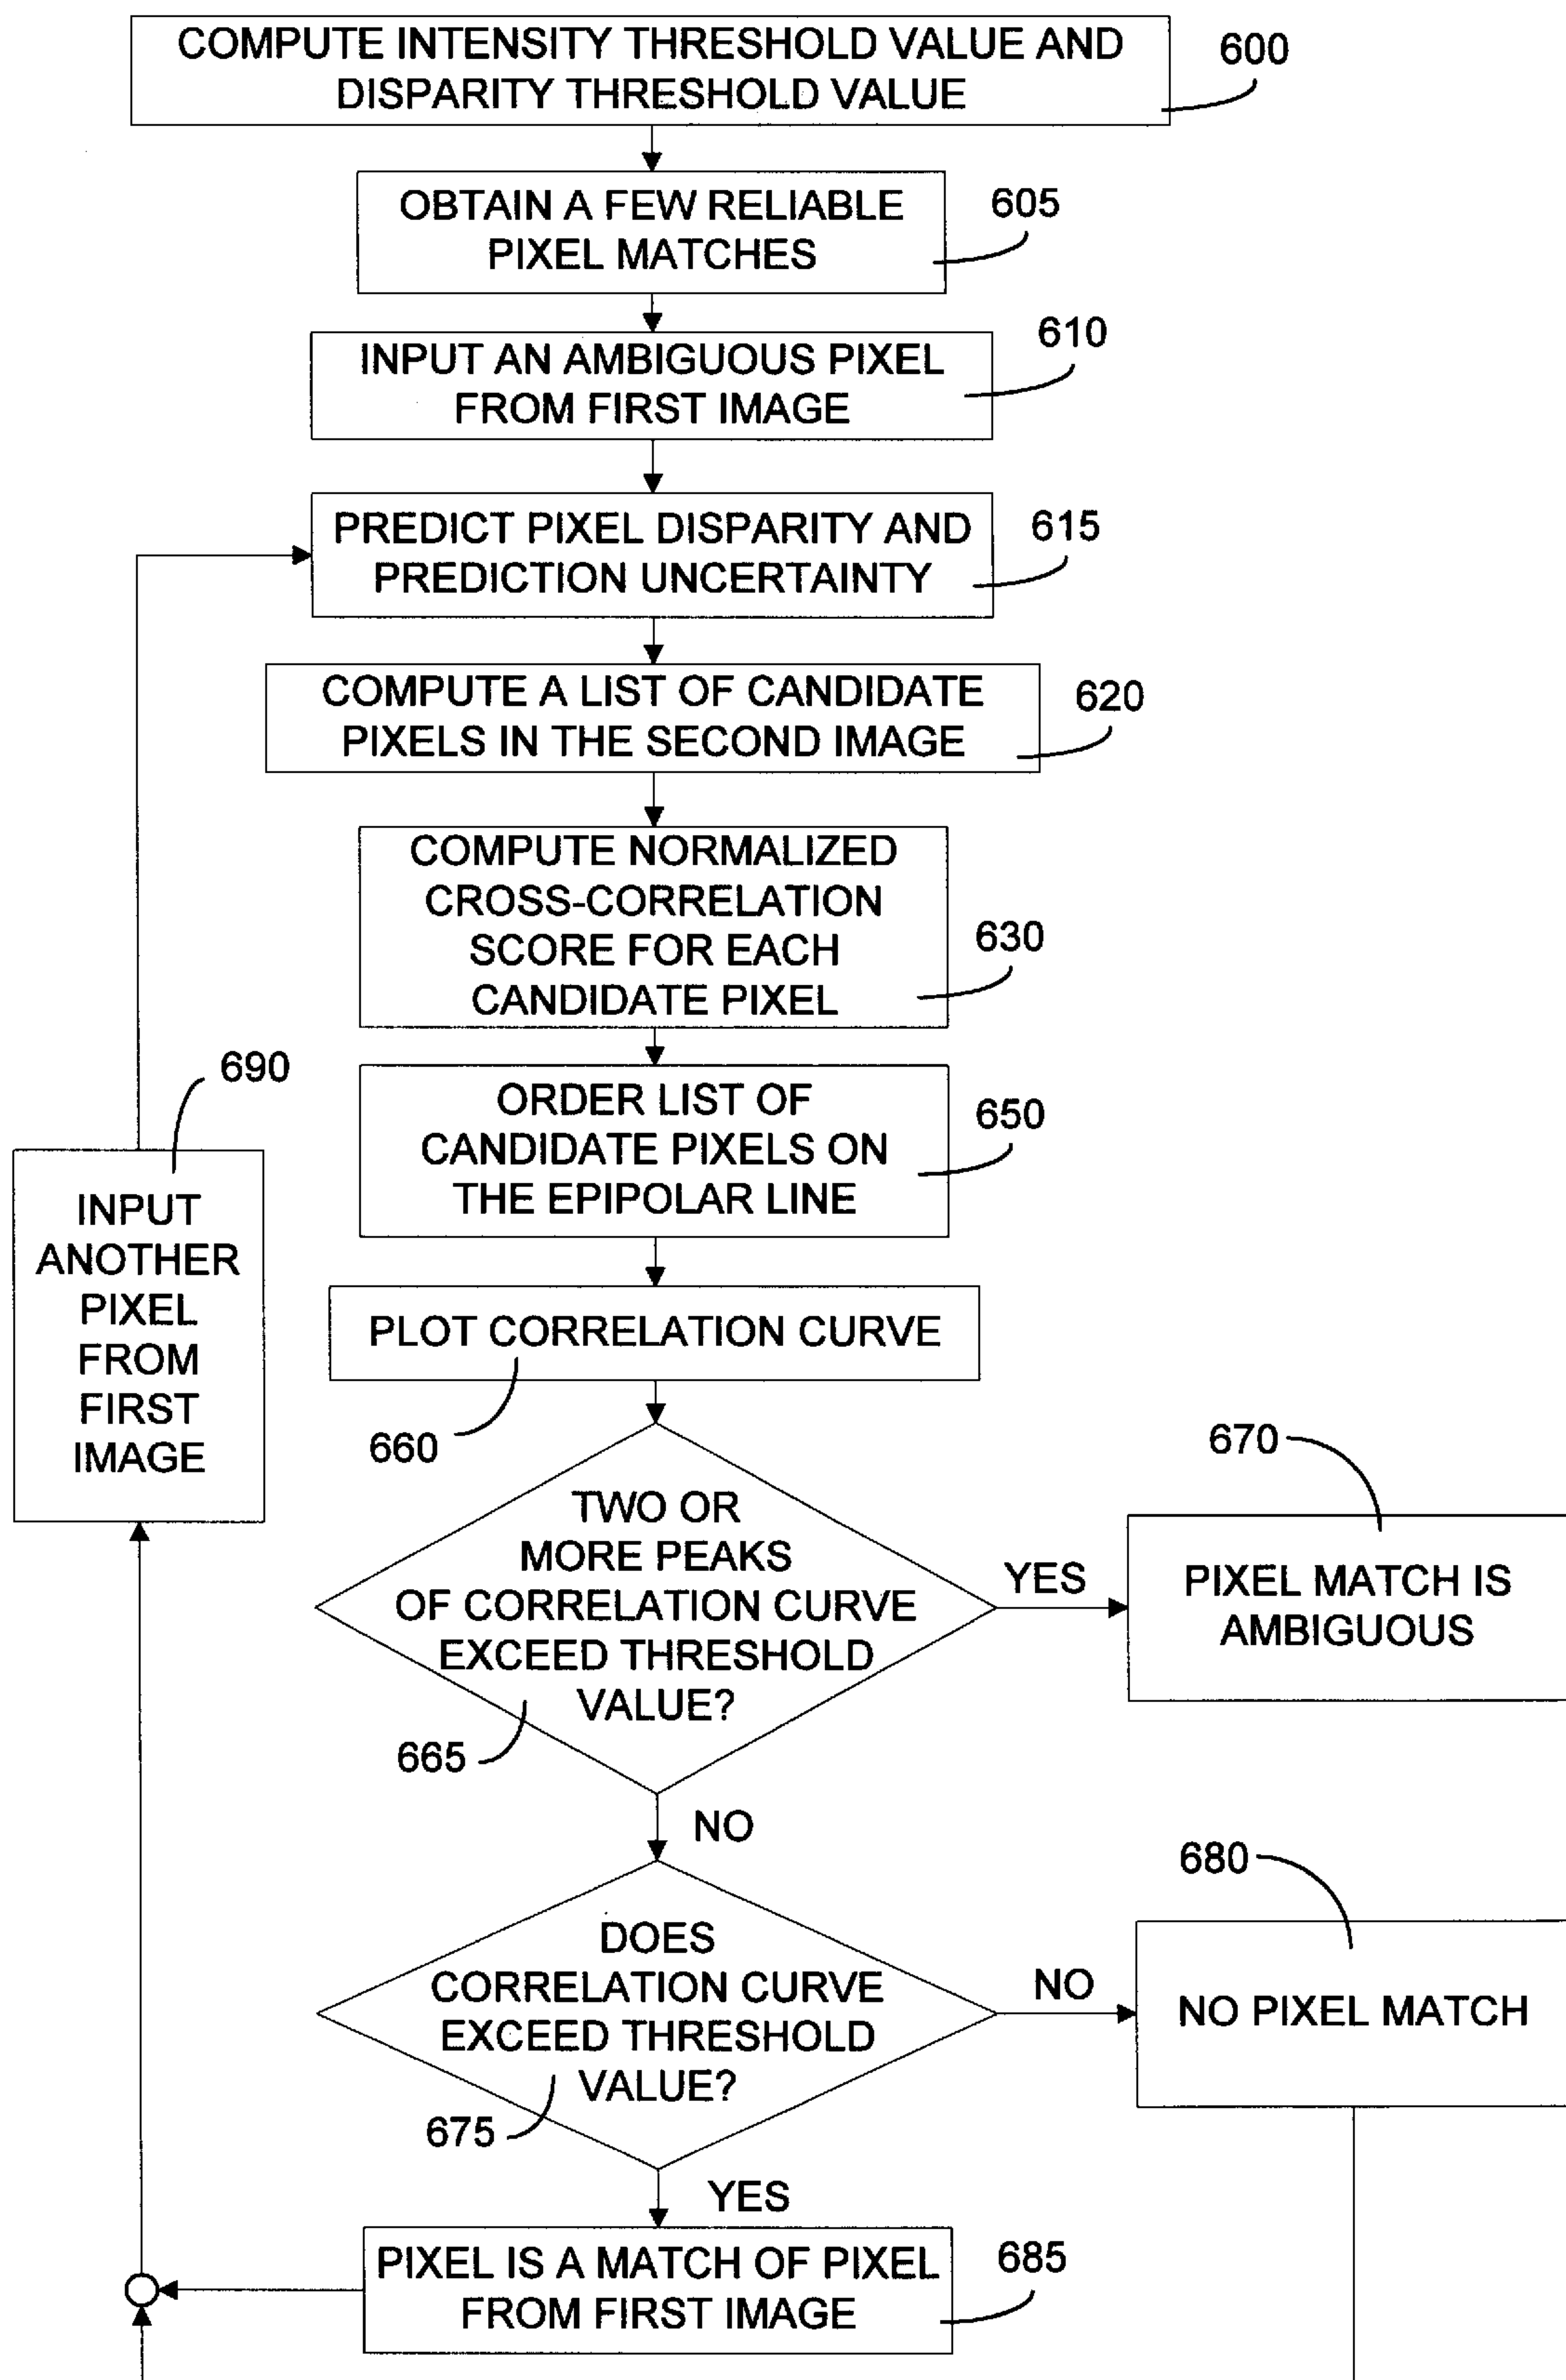 COMPUTE INTENSITY THRESHOLD VALUE AND
DISPARITY THRESHOLD VALUE
600
OBTAIN A FEW RELIABLE
PIXEL MATCHES
605
INPUT AN AMBIGUOUS PIXEL
FROM FIRST IMAGE
610
PREDICT PIXEL DISPARITY AND
PREDICTION UNCERTAINTY
615
COMPUTE A LIST OF CANDIDATE
PIXELS IN THE SECOND IMAGE
620
COMPUTE NORMALIZED
CROSS-CORRELATION
SCORE FOR EACH
CANDIDATE PIXEL
630
ORDER LIST OF
CANDIDATE PIXELS ON
THE EPIPOLAR LINE
650
690
INPUT
ANOTHER
PIXEL
FROM
FIRST
IMAGE
PLOT CORRELATION CURVE
660
TWO OR
MORE PEAKS
OF CORRELATION CURVE
EXCEED THRESHOLD
VALUE?
665
YES
670
PIXEL MATCH IS
AMBIGUOUS
NO
DOES
CORRELATION CURVE
EXCEED THRESHOLD
VALUE?
675
NO
680
NO PIXEL MATCH
YES
PIXEL IS A MATCH OF PIXEL
FROM FIRST IMAGE
685